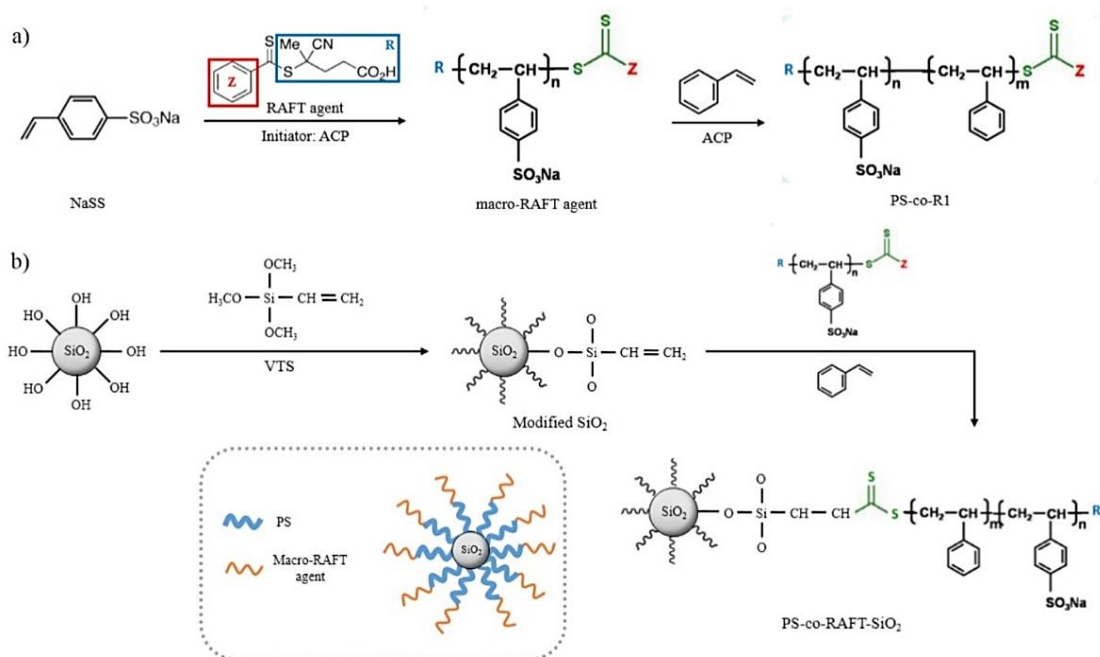 a)
S
Me CN R
Z
S
CO₂H
RAFT agent
Initiator: ACP
SO₃Na
NaSS
R {CH₂—CH}n S S Z
SO₃Na
macro-RAFT agent
ACP
R {CH₂—CH}n {CH₂—CH}m S S Z
SO₃Na
PS-co-R1
b)
OH
HO OH
HO SiO₂ OH
HO OH
OH
OCH₃
H₃CO—Si—CH=CH₂
OCH₃
VTS
O
SiO₂ O—Si—CH=CH₂
O
Modified SiO₂
R {CH₂—CH}n S S Z
SO₃Na
PS
Macro-RAFT
agent
SiO₂
O S
SiO₂ O—Si—CH—CH S {CH₂—CH}m {CH₂—CH}n R
O
SO₃Na
PS-co-RAFT-SiO₂